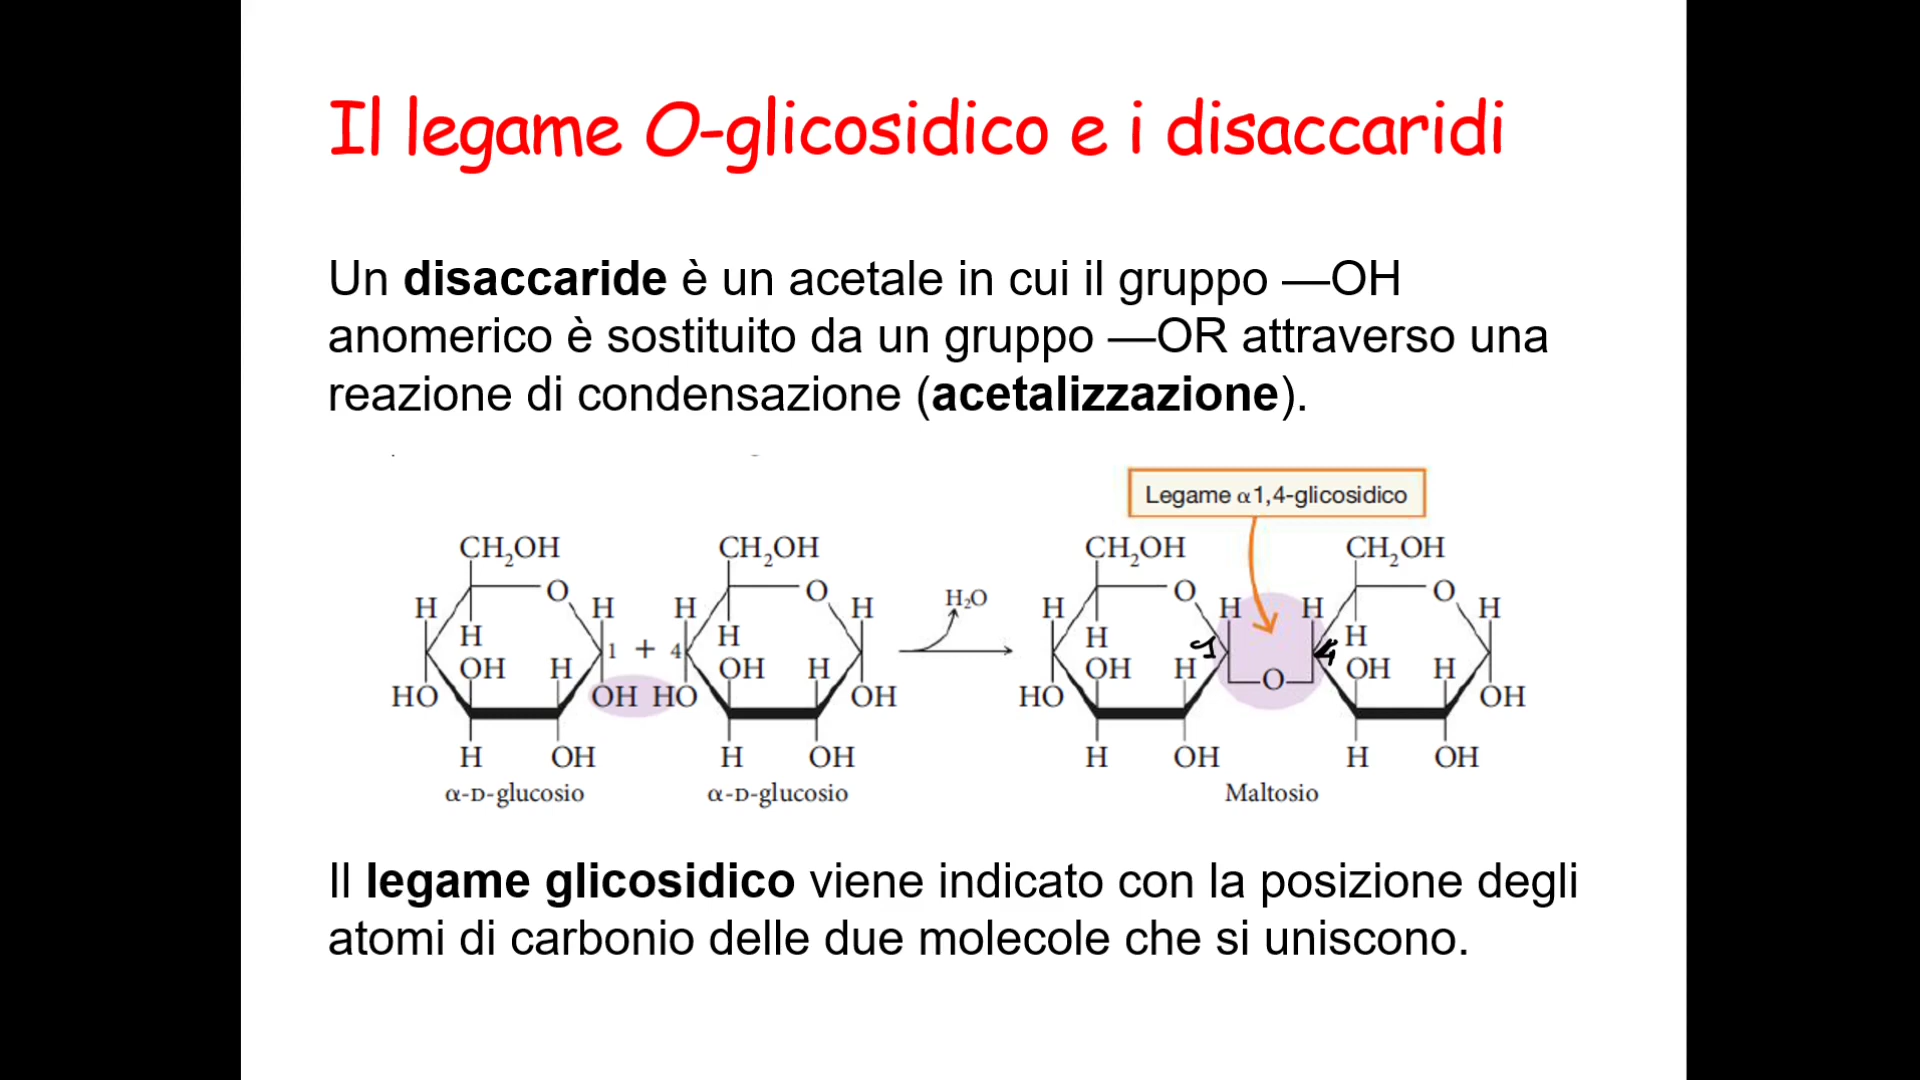 Il legame O-glicosidico e i disaccaridi
Un disaccaride è un acetale in cui il gruppo —OH
anomerico è sostituito da un gruppo —OR attraverso una
reazione di condensazione (acetalizzazione).
Legame α1,4-glicosidico
CH₂OH CH₂OH CH₂OH CH₂OH
O O O O
H H H H H₂O H H H H
H H H H
1 + 4 1 4
OH H OH H OH H OH H
HO OH HO OH HO O OH
H OH H OH H OH H OH
α-D-glucosio α-D-glucosio Maltosio
Il legame glicosidico viene indicato con la posizione degli
atomi di carbonio delle due molecole che si uniscono.